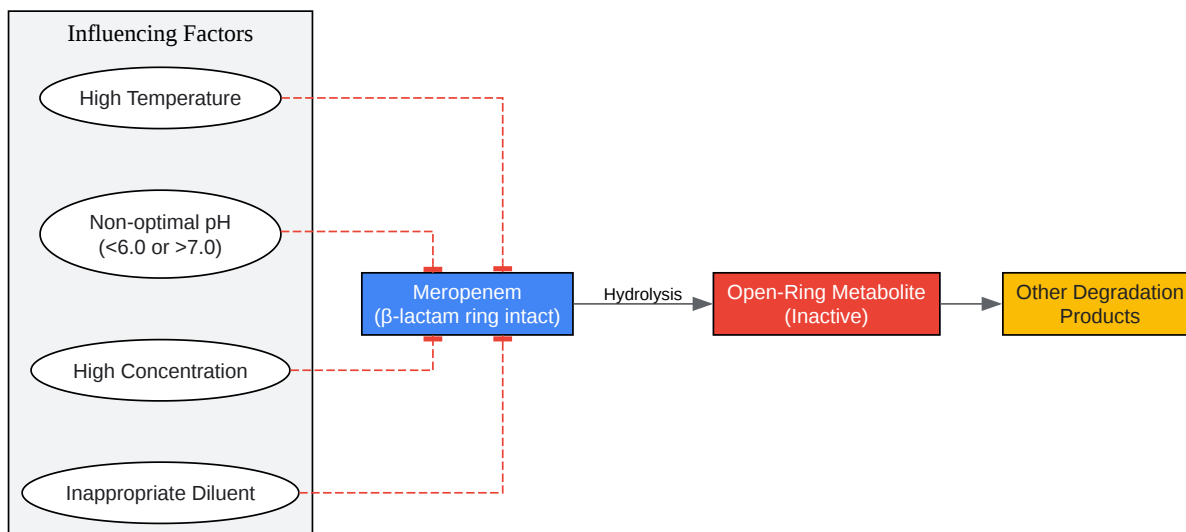 Influencing Factors
High Temperature
Non-optimal pH
(<6.0 or >7.0)
High Concentration
Inappropriate Diluent
Meropenem
(β-lactam ring intact)
Hydrolysis
Open-Ring Metabolite
(Inactive)
Other Degradation
Products